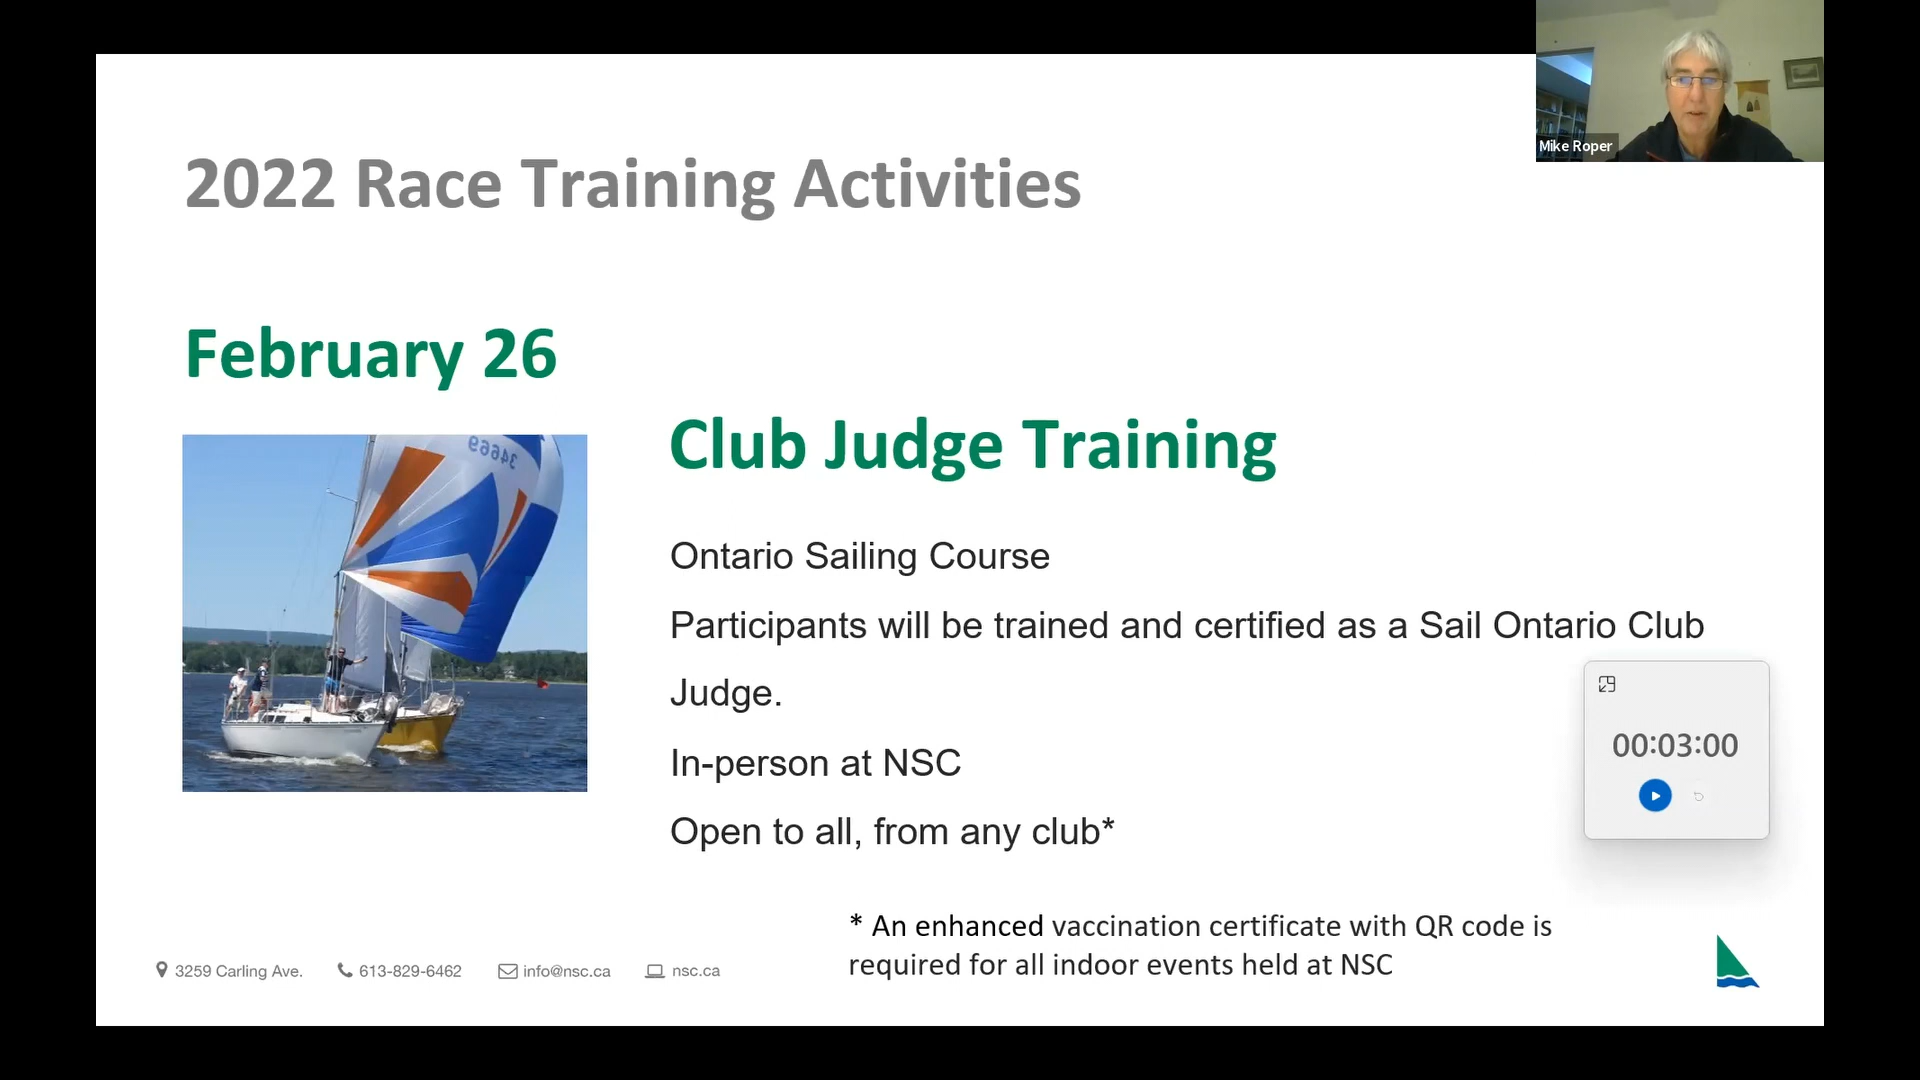 Mike Roper
2022 Race Training Activities
February 26
34669
Club Judge Training
Ontario Sailing Course
Participants will be trained and certified as a Sail Ontario Club
Judge.
In-person at NSC
Open to all, from any club*
00:03:00
* An enhanced vaccination certificate with QR code is
required for all indoor events held at NSC
3259 Carling Ave. 613-829-6462 info@nsc.ca nsc.ca